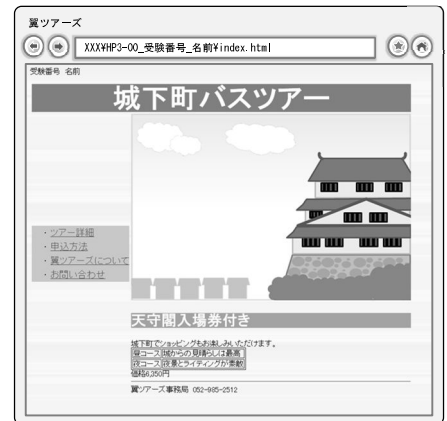 翼ツアーズ
XXX¥HP3-00_受験番号_名前¥index.html
受験番号 名前
城下町バスツアー
・ツアー詳細
・申込方法
・翼ツアーズについて
・お問い合わせ
天守閣入場券付き
城下町でショッピングもお楽しみいただけます。
昼コース 城からの見晴らしは最高
夜コース 夜景とライティングが素敵
価格6,350円
翼ツアーズ事務局 052-985-2512